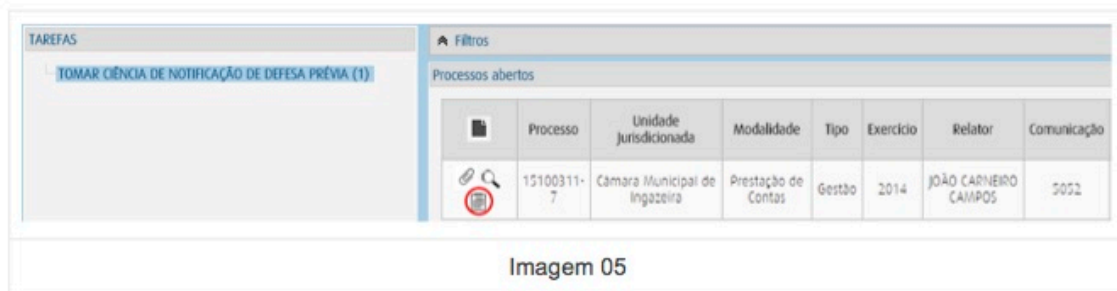 TAREFAS
TOMAR CIÊNCIA DE NOTIFICAÇÃO DE DEFESA PRÉVIA (1)
Filtros
Processos abertos
Processo
Unidade
Jurisdicionada
Modalidade
Tipo
Exercício
Relator
Comunicação
15100311-
7
Câmara Municipal de
Ingazeira
Prestação de
Contas
Gestão
2014
JOÃO CARNEIRO
CAMPOS
5052
Imagem 05